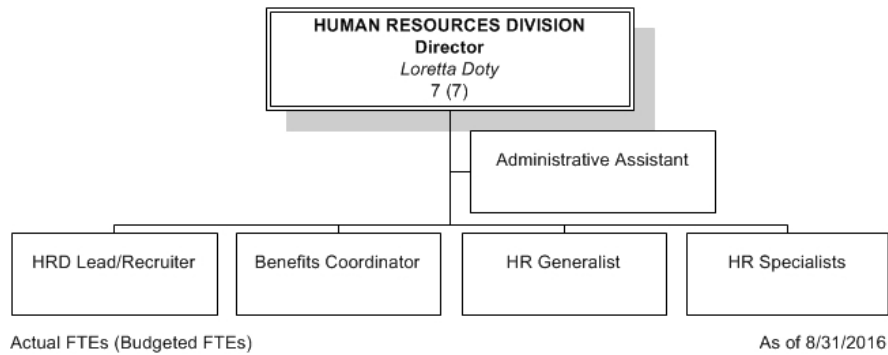 HUMAN RESOURCES DIVISION
Director
Loretta Doty
7 (7)
Administrative Assistant
HRD Lead/Recruiter
Benefits Coordinator
HR Generalist
HR Specialists
Actual FTEs (Budgeted FTEs)
As of 8/31/2016